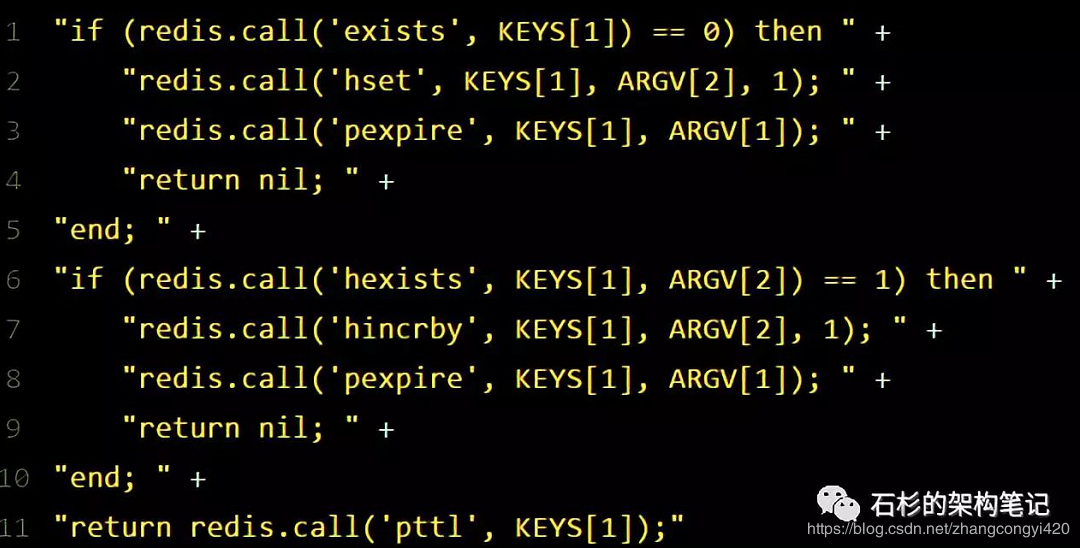 1 "if (redis.call('exists', KEYS[1]) == 0) then " +
2 "redis.call('hset', KEYS[1], ARGV[2], 1); " +
3 "redis.call('pexpire', KEYS[1], ARGV[1]); " +
4 "return nil; " +
5 "end; " +
6 "if (redis.call('hexists', KEYS[1], ARGV[2]) == 1) then " +
7 "redis.call('hincrby', KEYS[1], ARGV[2], 1); " +
8 "redis.call('pexpire', KEYS[1], ARGV[1]); " +
9 "return nil; " +
10 "end; " +
11 "return redis.call('pttl', KEYS[1]);"
石杉的架构笔记
https://blog.csdn.net/zhangcongyi420